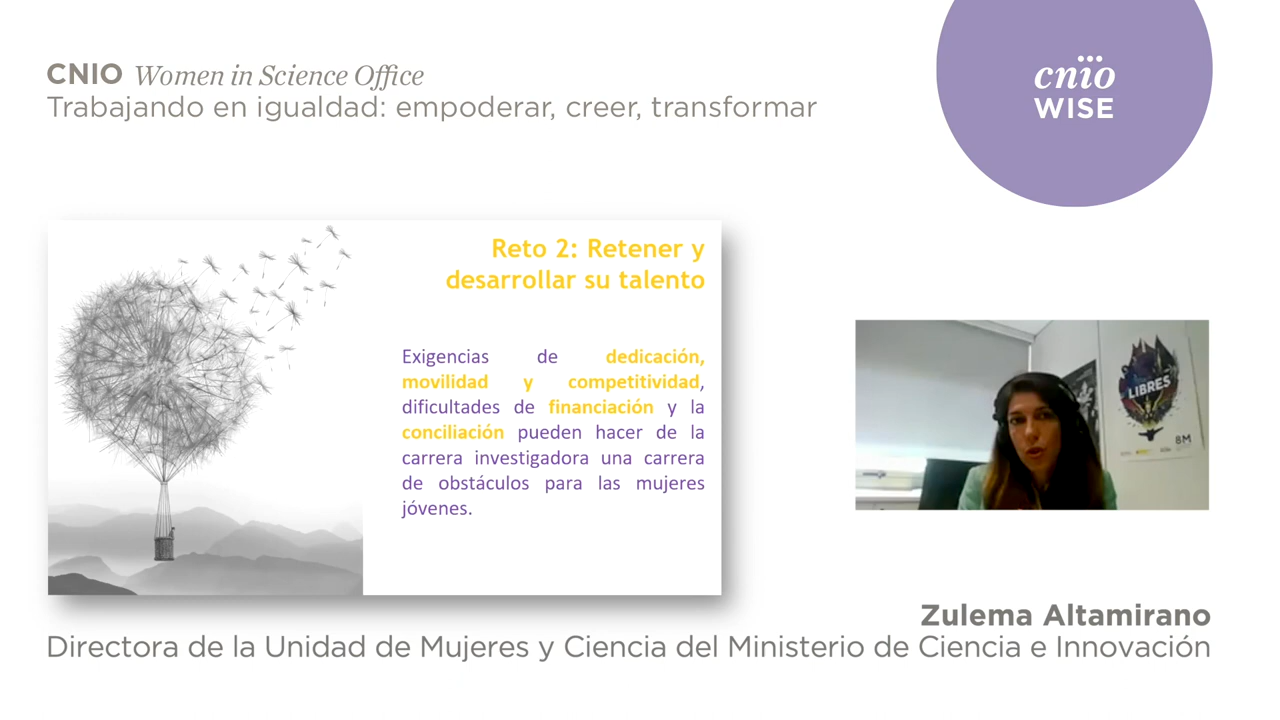 CNIO Women in Science Office
Trabajando en igualdad: empoderar, creer, transformar
cnio
WISE
Reto 2: Retener y
desarrollar su talento
Exigencias de dedicación,
movilidad y competitividad,
dificultades de financiación y la
conciliación pueden hacer de la
carrera investigadora una carrera
de obstáculos para las mujeres
jóvenes.
LIBRES
8M
Zulema Altamirano
Directora de la Unidad de Mujeres y Ciencia del Ministerio de Ciencia e Innovación